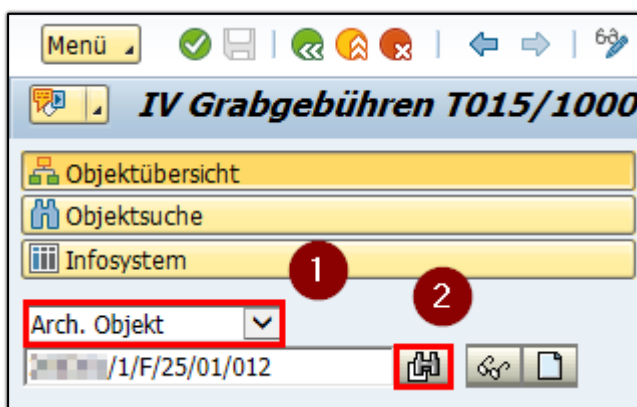 Menü
IV Grabgebühren T015/1000
Objektübersicht
Objektsuche
Infosystem
1
2
Arch. Objekt
/1/F/25/01/012